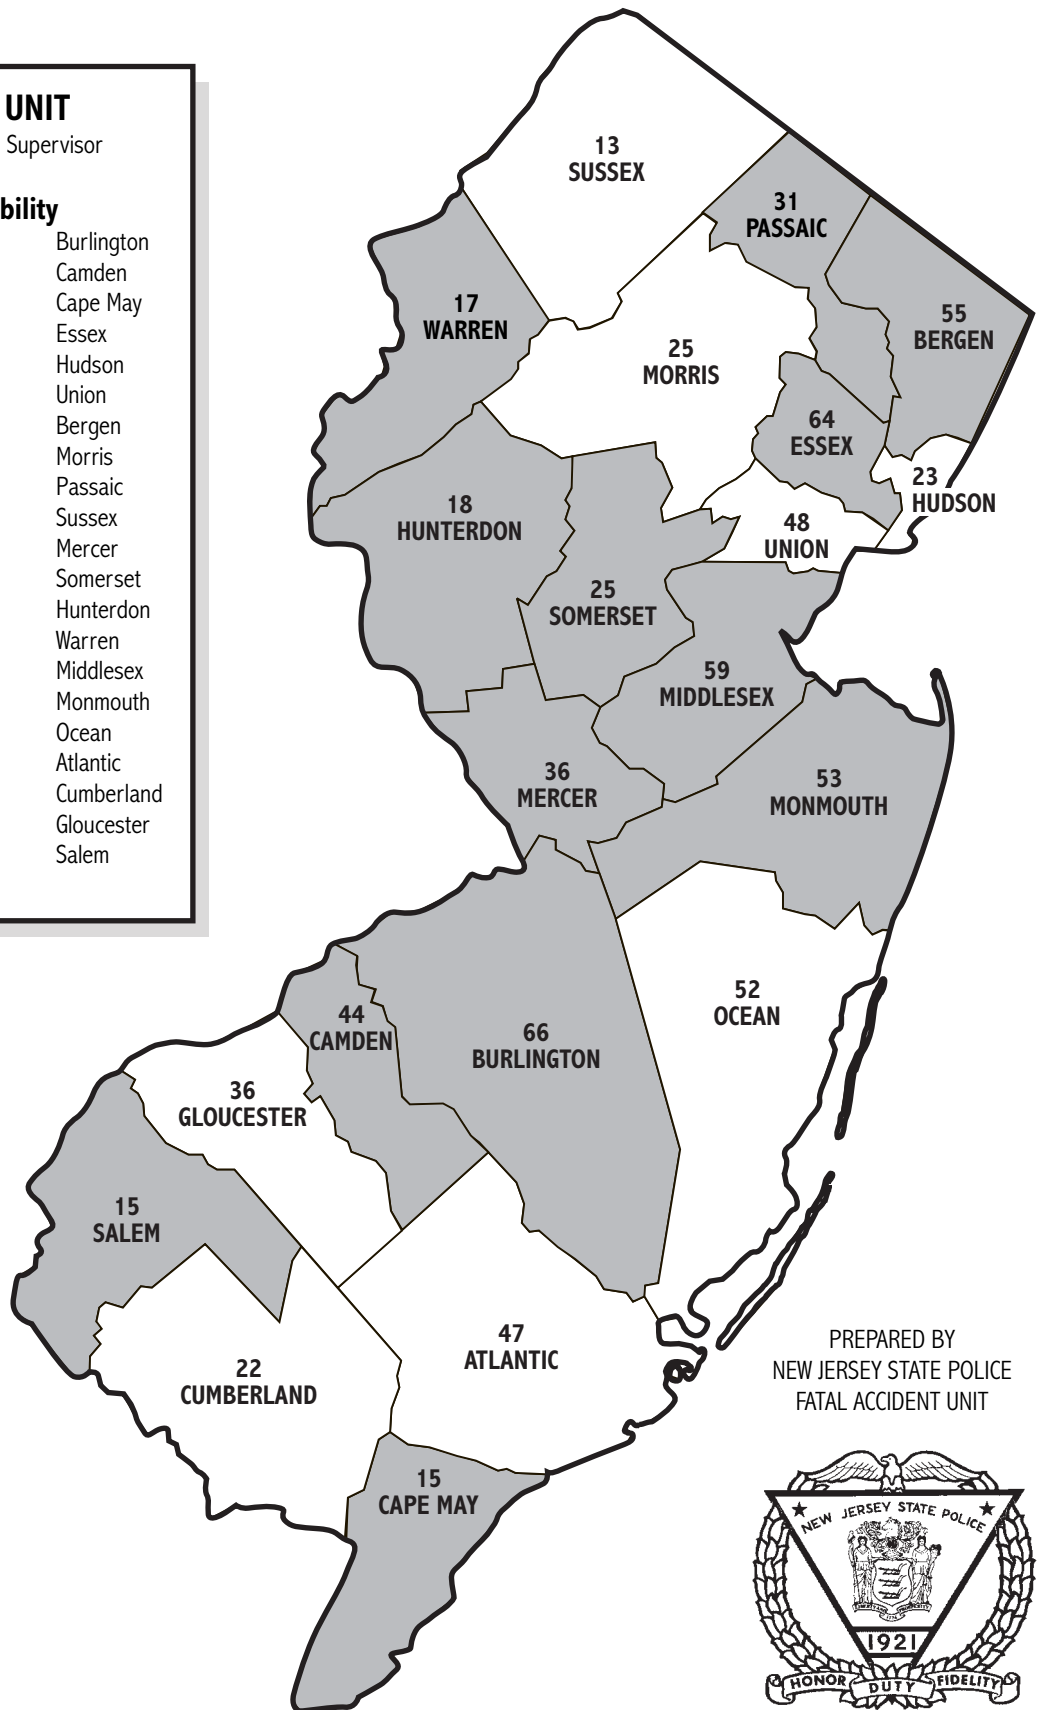 UNIT
Supervisor
bility
Burlington
Camden
Cape May
Essex
Hudson
Union
Bergen
Morris
Passaic
Sussex
Mercer
Somerset
Hunterdon
Warren
Middlesex
Monmouth
Ocean
Atlantic
Cumberland
Gloucester
Salem
13
SUSSEX
31
PASSAIC
17
WARREN
55
BERGEN
25
MORRIS
64
ESSEX
23
HUDSON
18
HUNTERDON
48
UNION
25
SOMERSET
59
MIDDLESEX
36
MERCER
53
MONMOUTH
52
OCEAN
44
CAMDEN
66
BURLINGTON
36
GLOUCESTER
15
SALEM
47
ATLANTIC
22
CUMBERLAND
15
CAPE MAY
PREPARED BY
NEW JERSEY STATE POLICE
FATAL ACCIDENT UNIT
NEW JERSEY STATE POLICE
1921
HONOR DUTY FIDELITY